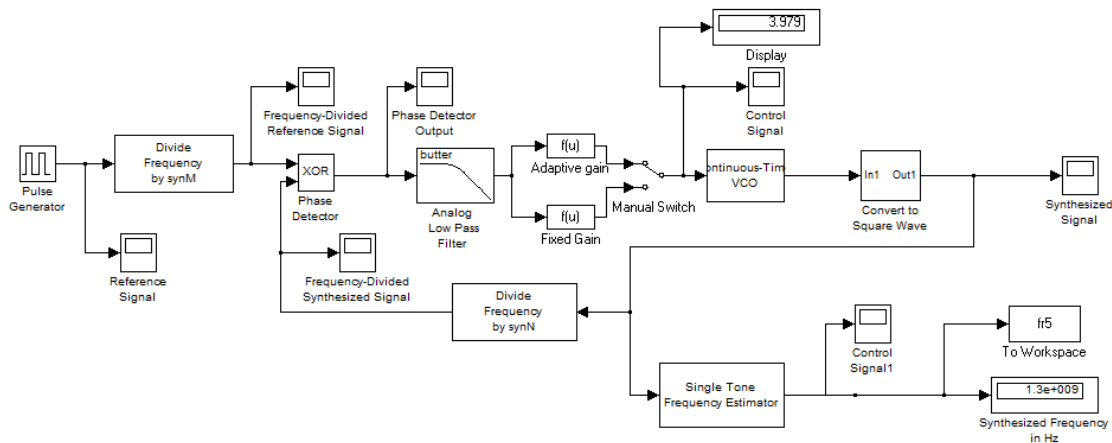 3.979
Display
Frequency-Divided
Reference Signal
Phase Detector
Output
Control
Signal
Pulse
Generator
Divide
Frequency
by synM
XOR
Phase
Detector
butter
Analog
Low Pass
Filter
f(u)
Adaptive gain
f(u)
Fixed Gain
Manual Switch
ontinuous-Tim
VCO
In1 Out1
Convert to
Square Wave
Synthesized
Signal
Reference
Signal
Frequency-Divided
Synthesized Signal
Divide
Frequency
by synN
Single Tone
Frequency Estimator
Control
Signal1
fr5
To Workspace
1.3e+009
Synthesized Frequency
in Hz